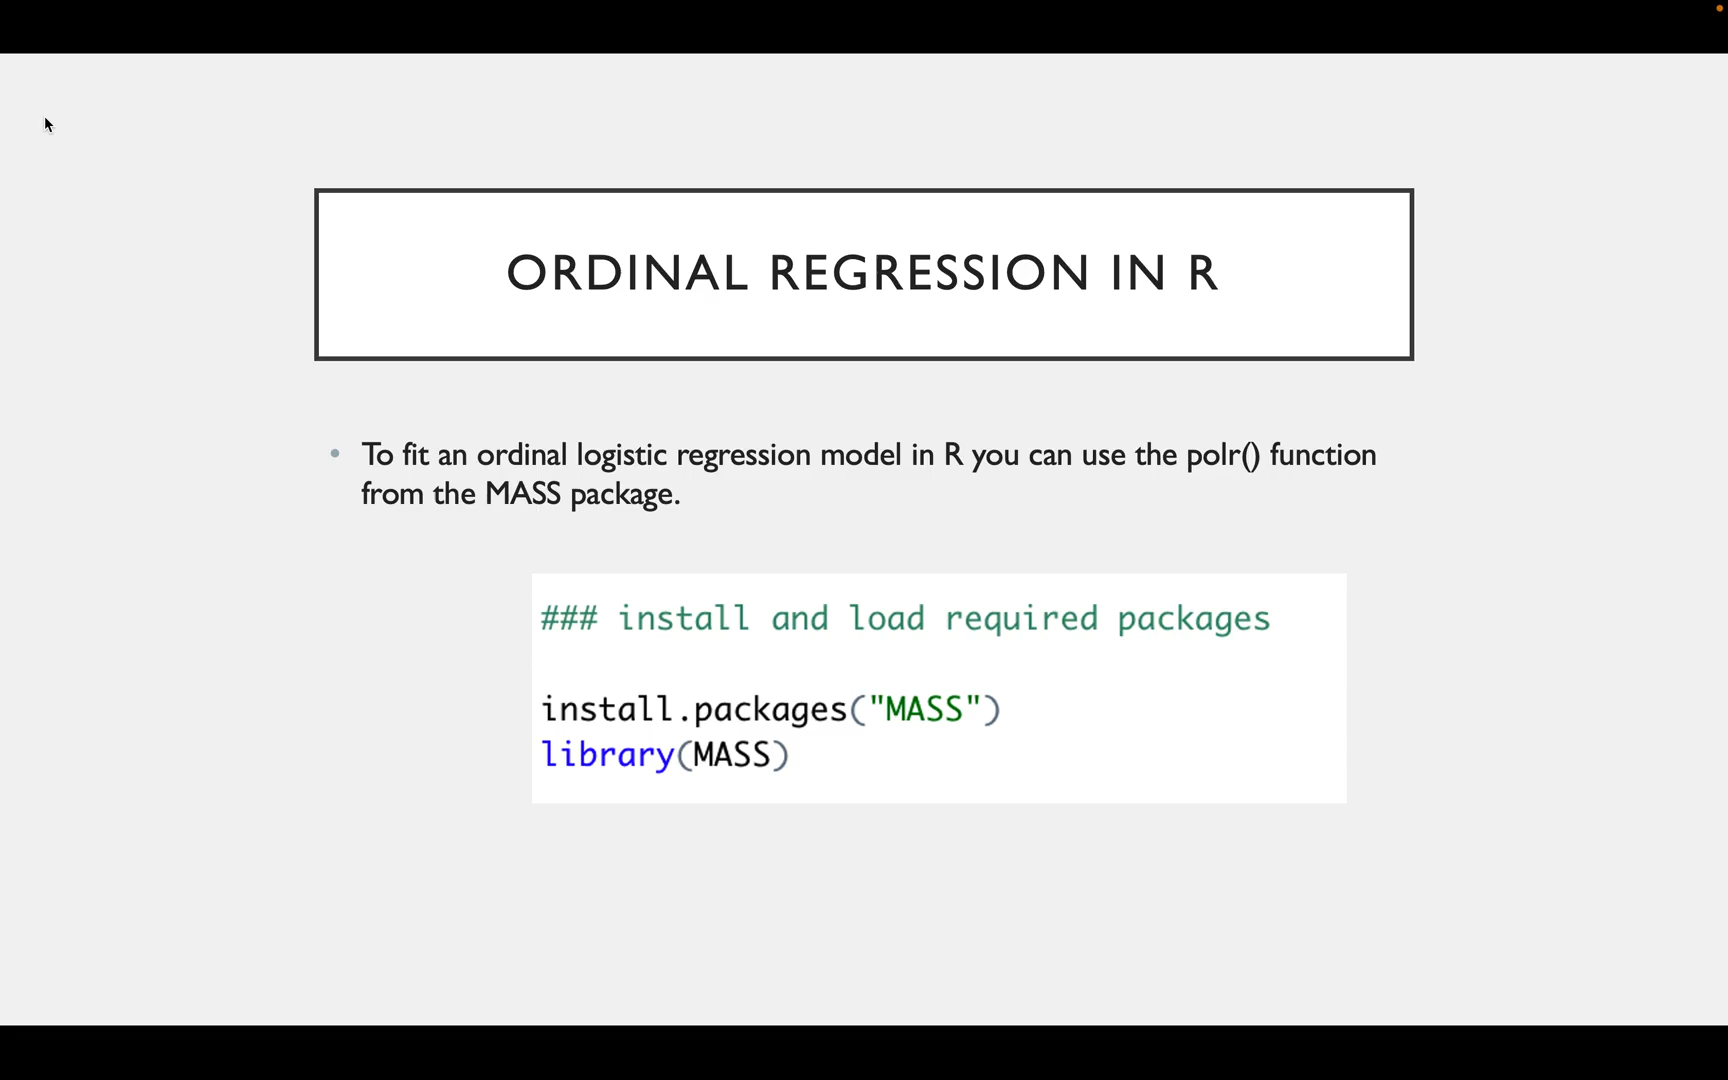 ORDINAL REGRESSION IN R
• To fit an ordinal logistic regression model in R you can use the polr() function
from the MASS package.
### install and load required packages
install.packages("MASS")
library(MASS)